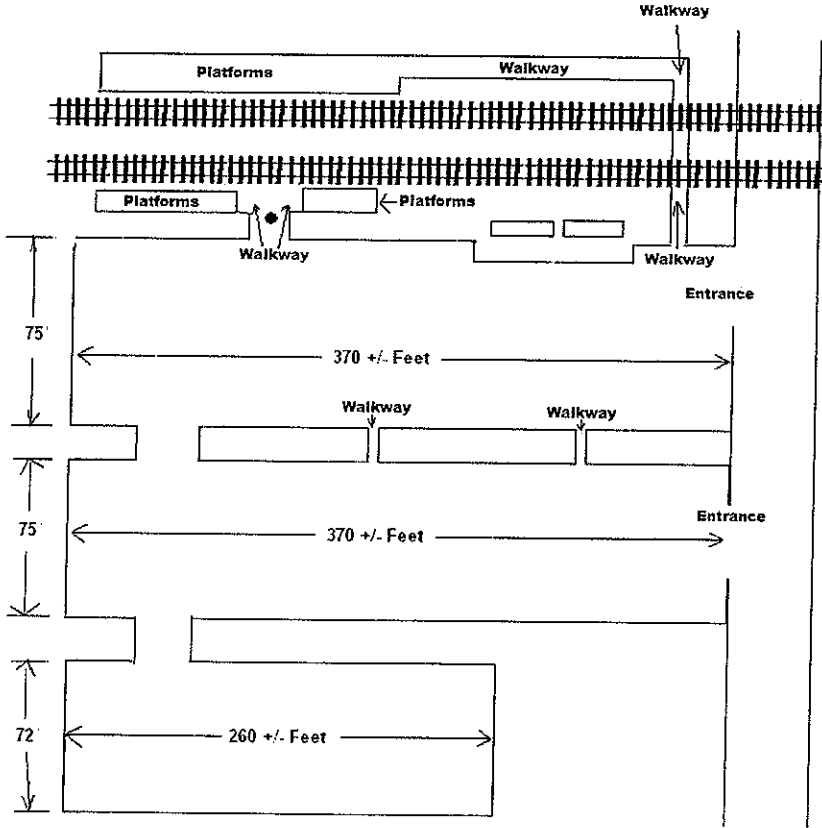 Walkway
Platforms
Walkway
Platforms
Platforms
Walkway
Walkway
Entrance
75'
370 +/- Feet
Walkway
Walkway
Entrance
75'
370 +/- Feet
72'
260 +/- Feet